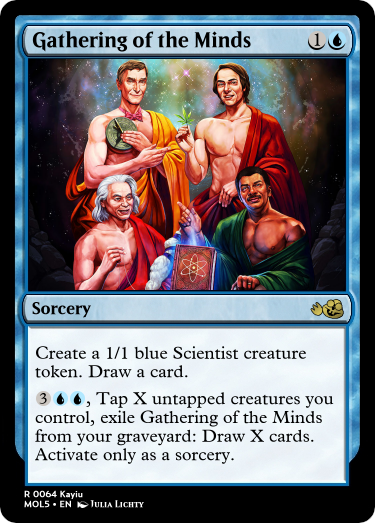 Gathering of the Minds 1
Sorcery
Create a 1/1 blue Scientist creature
token. Draw a card.
3, Tap X untapped creatures you
control, exile Gathering of the Minds
from your graveyard: Draw X cards.
Activate only as a sorcery.
R 0064 Kayiu
MOL5 • EN Julia Lichty